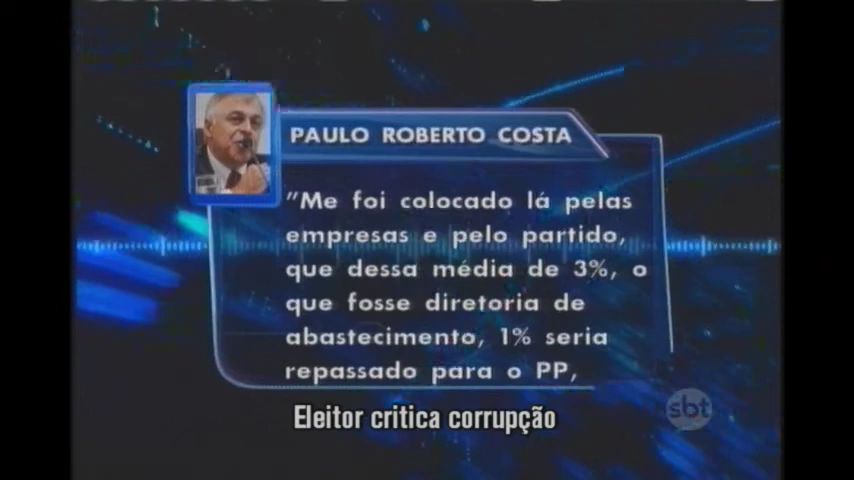 PAULO ROBERTO COSTA
"Me foi colocado lá pelas
empresas e pelo partido,
que dessa média de 3%, o
que fosse diretoria de
abastecimento, 1% seria
repassado para o PP,
Eleitor critica corrupção
sbt